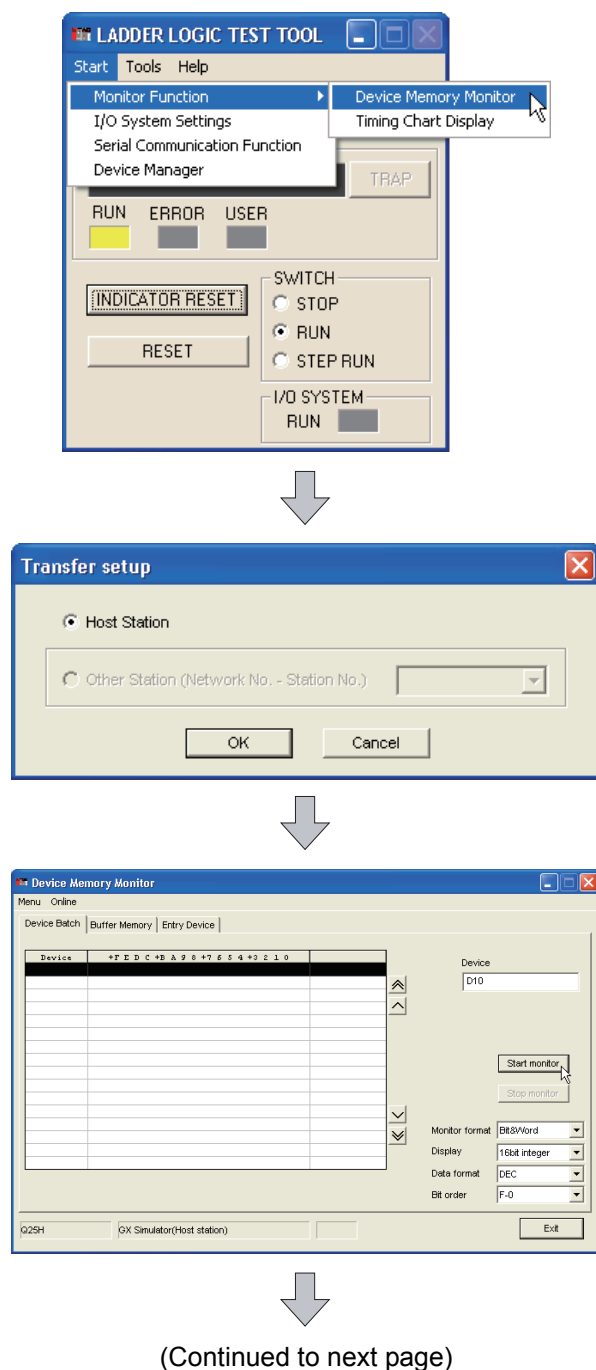 LADDER LOGIC TEST TOOL
Start Tools Help
Monitor Function
Device Memory Monitor
I/O System Settings
Timing Chart Display
Serial Communication Function
Device Manager
TRAP
RUN ERROR USER
INDICATOR RESET
RESET
SWITCH
STOP
RUN
STEP RUN
I/O SYSTEM
RUN
Transfer setup
Host Station
Other Station (Network No. - Station No.)
OK Cancel
Device Memory Monitor
Menu Online
Device Batch Buffer Memory Entry Device
Device +F E D C +B A 9 8 +7 6 5 4 +3 2 1 0
Device
D10
Start monitor
Stop monitor
Monitor format Bit&Word
Display 16bit integer
Data format DEC
Bit order F-0
Q25H GX Simulator(Host station)
Exit
(Continued to next page)